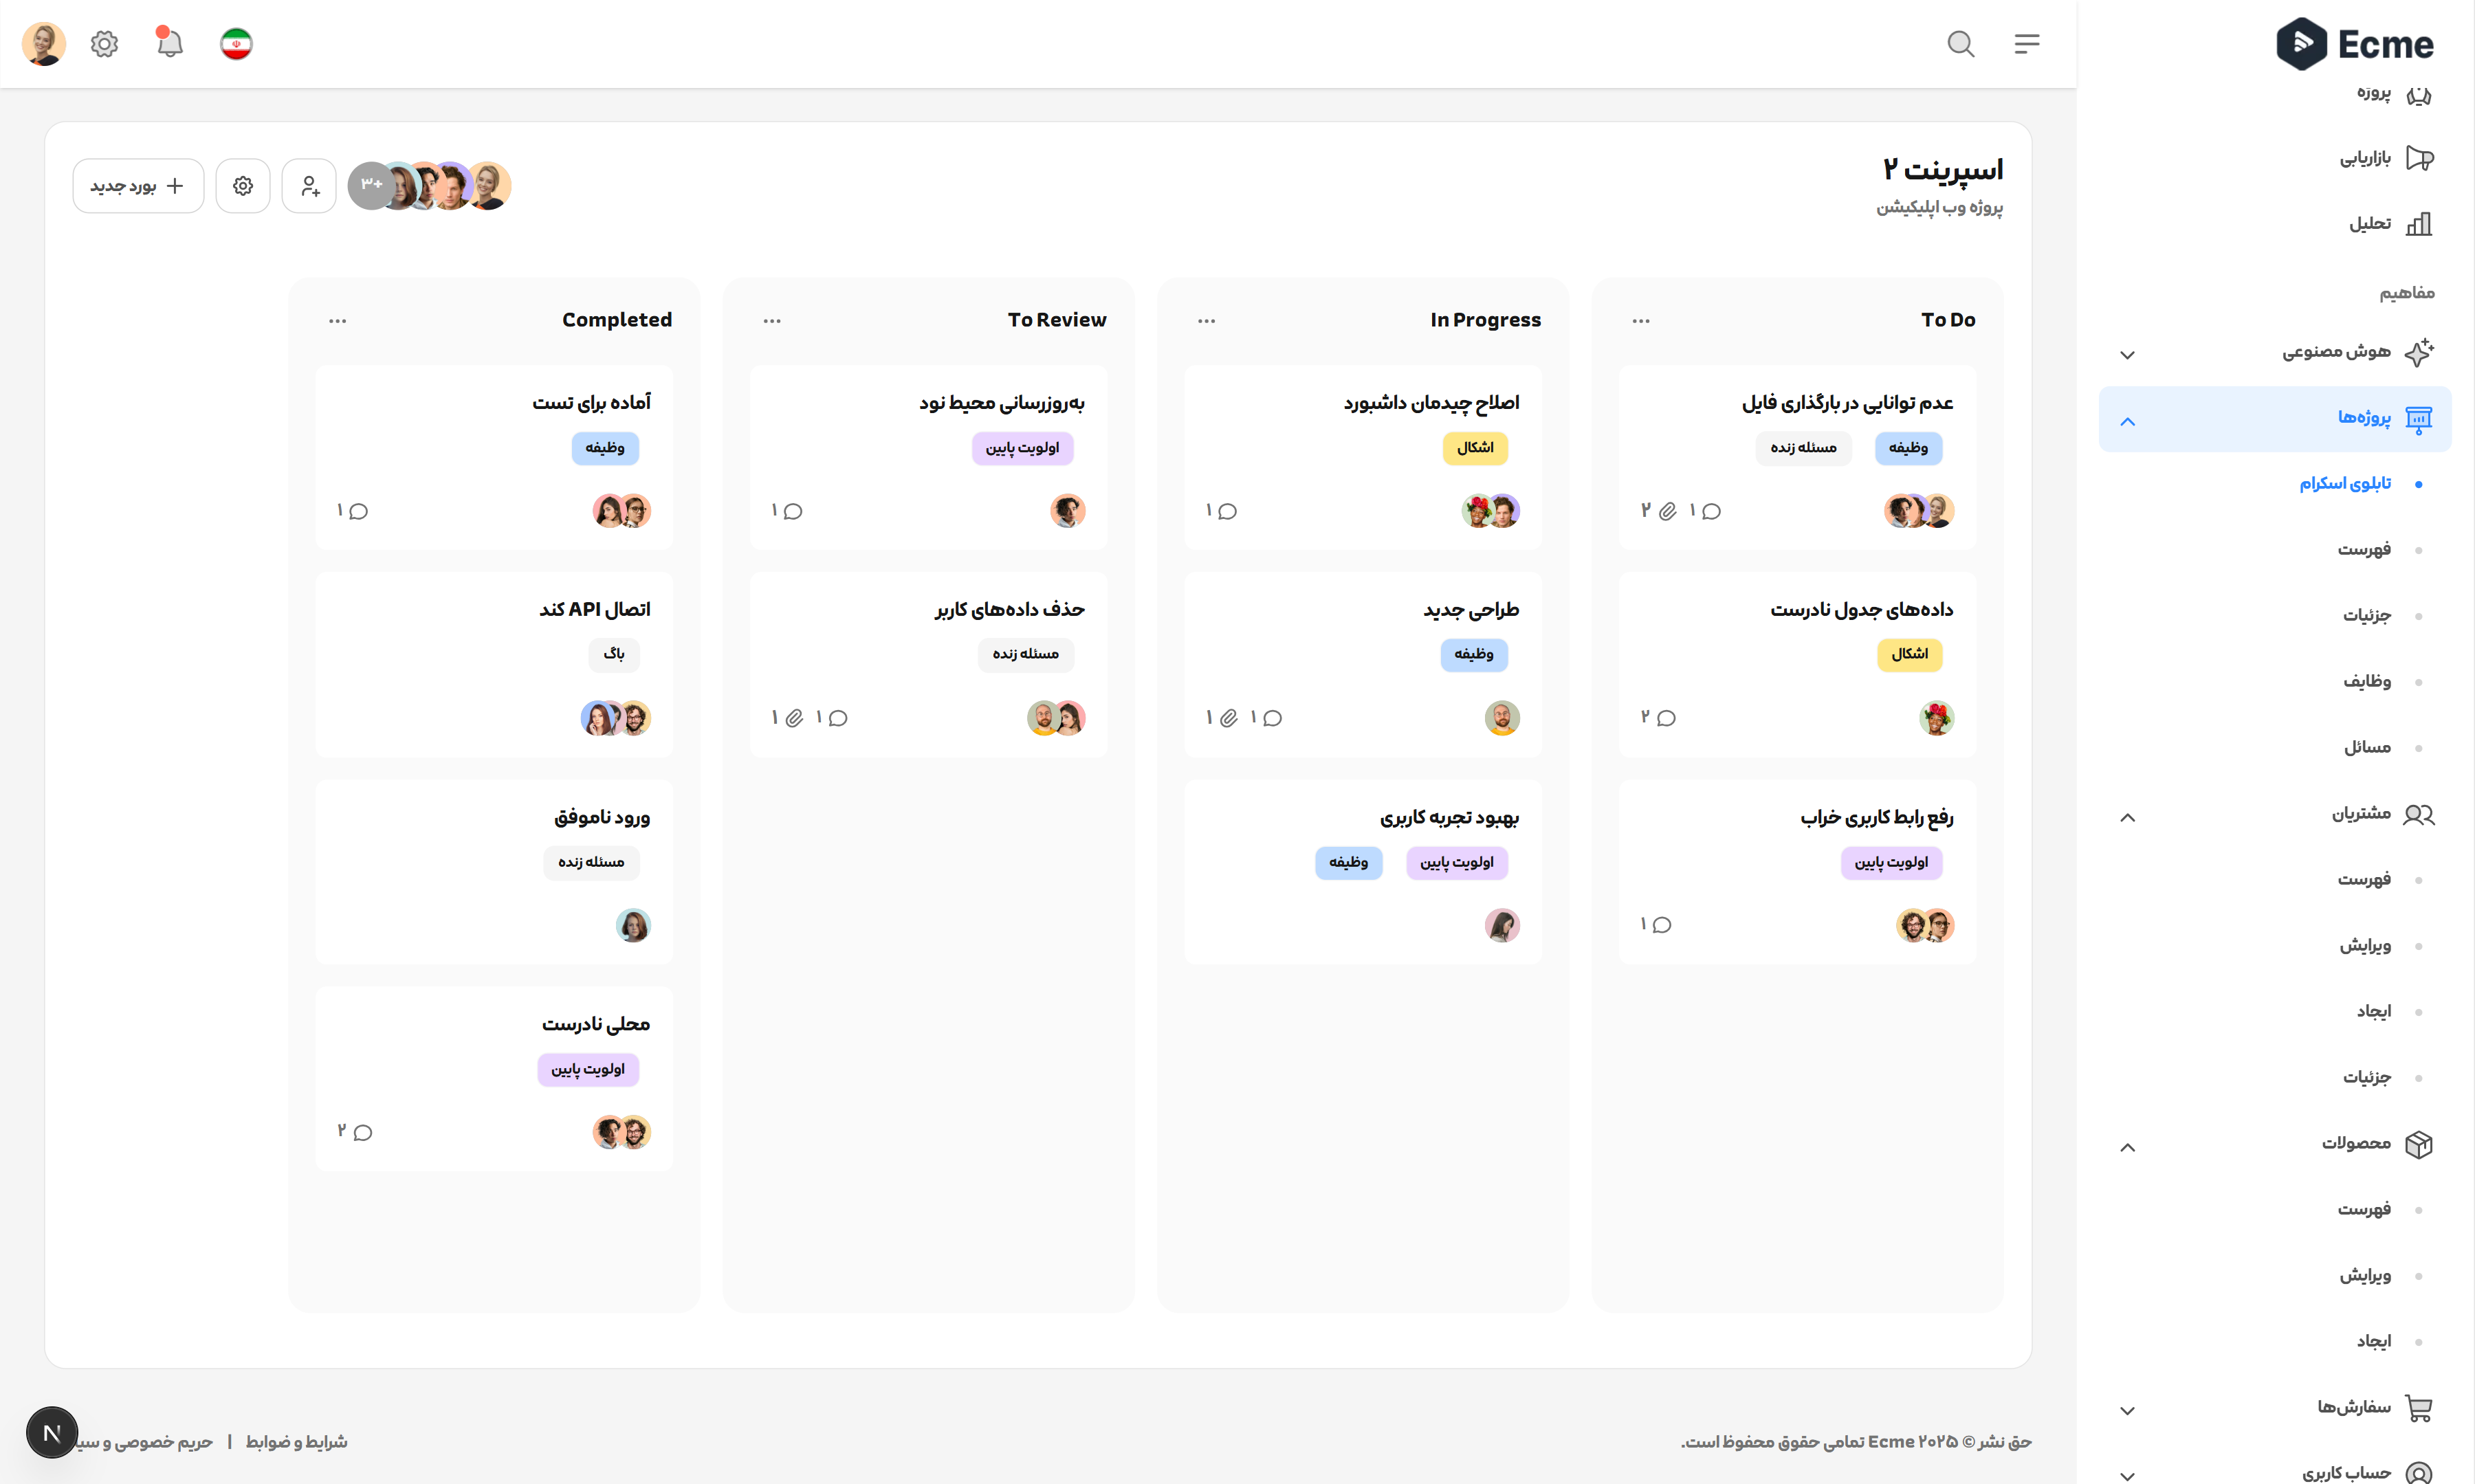 Ecme
پروژه
بازاریابی
تحلیل
مفاهیم
هوش مصنوعی
پروژه‌ها
تابلوی اسکرام
فهرست
جزئیات
وظایف
مسائل
مشتریان
فهرست
ویرایش
ایجاد
جزئیات
محصولات
فهرست
ویرایش
ایجاد
سفارش‌ها
حساب کاربری
اسپرینت ۲
پروژه وب اپلیکیشن
+۳
بورد جدید
To Do
عدم توانایی در بارگذاری فایل
وظیفه مسئله زنده
۱ ۲
داده‌های جدول نادرست
اشکال
۲
رفع رابط کاربری خراب
اولویت پایین
۱
In Progress
اصلاح چیدمان داشبورد
اشکال
۱
طراحی جدید
وظیفه
۱ ۱
بهبود تجربه کاربری
اولویت پایین وظیفه
To Review
به‌روزرسانی محیط نود
اولویت پایین
۱
حذف داده‌های کاربر
مسئله زنده
۱ ۱
Completed
آماده برای تست
وظیفه
۱
اتصال API کند
باگ
ورود ناموفق
مسئله زنده
محلی نادرست
اولویت پایین
۲
حق نشر © ۲۰۲۵ Ecme تمامی حقوق محفوظ است.
شرایط و ضوابط | حریم خصوصی و
N